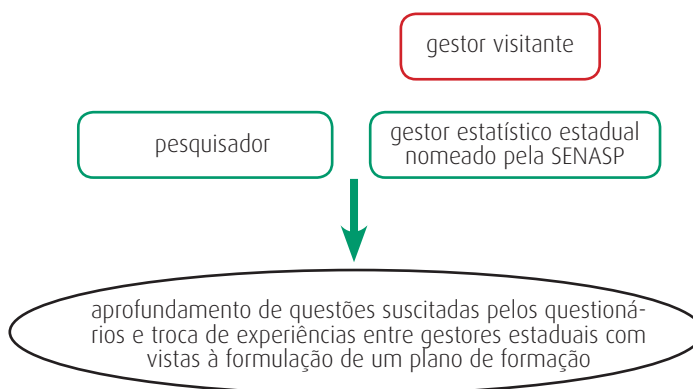 gestor visitante
pesquisador
gestor estatístico estadual
nomeado pela SENASP
aprofundamento de questões suscitadas pelos questioná-
rios e troca de experiências entre gestores estaduais com
vistas à formulação de um plano de formação